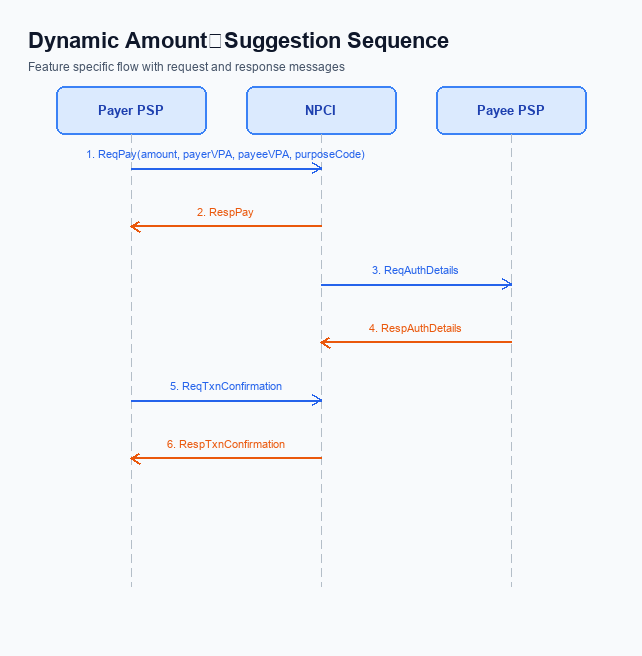 Dynamic Amount□Suggestion Sequence
Feature specific flow with request and response messages
Payer PSP
NPCI
Payee PSP
1. ReqPay(amount, payerVPA, payeeVPA, purposeCode)
2. RespPay
3. ReqAuthDetails
4. RespAuthDetails
5. ReqTxnConfirmation
6. RespTxnConfirmation